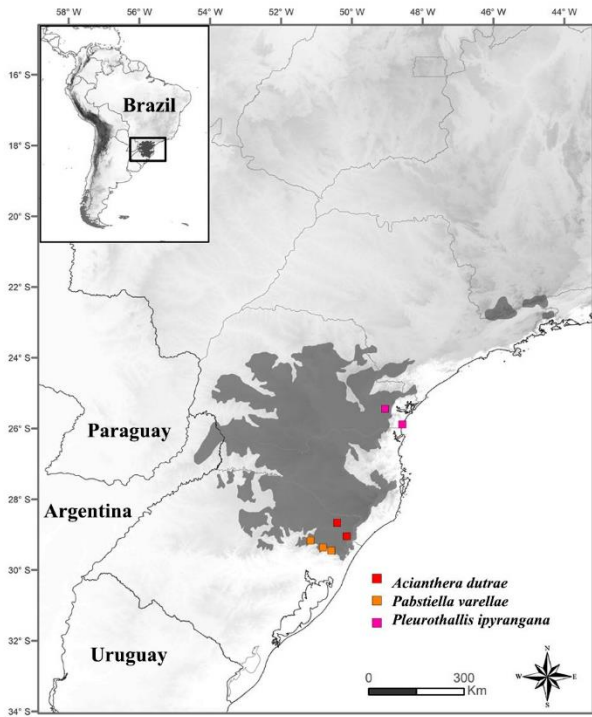 58° W 56° W 54° W 52° W 50° W 48° W 46° W 44° W
16° S
18° S
20° S
22° S
24° S
26° S
28° S
30° S
32° S
34° S
Brazil
Paraguay
Argentina
Uruguay
Acianthera dutrae
Pabstiella varellae
Pleurothallis ipyrangana
0 300
Km
N
W E
S